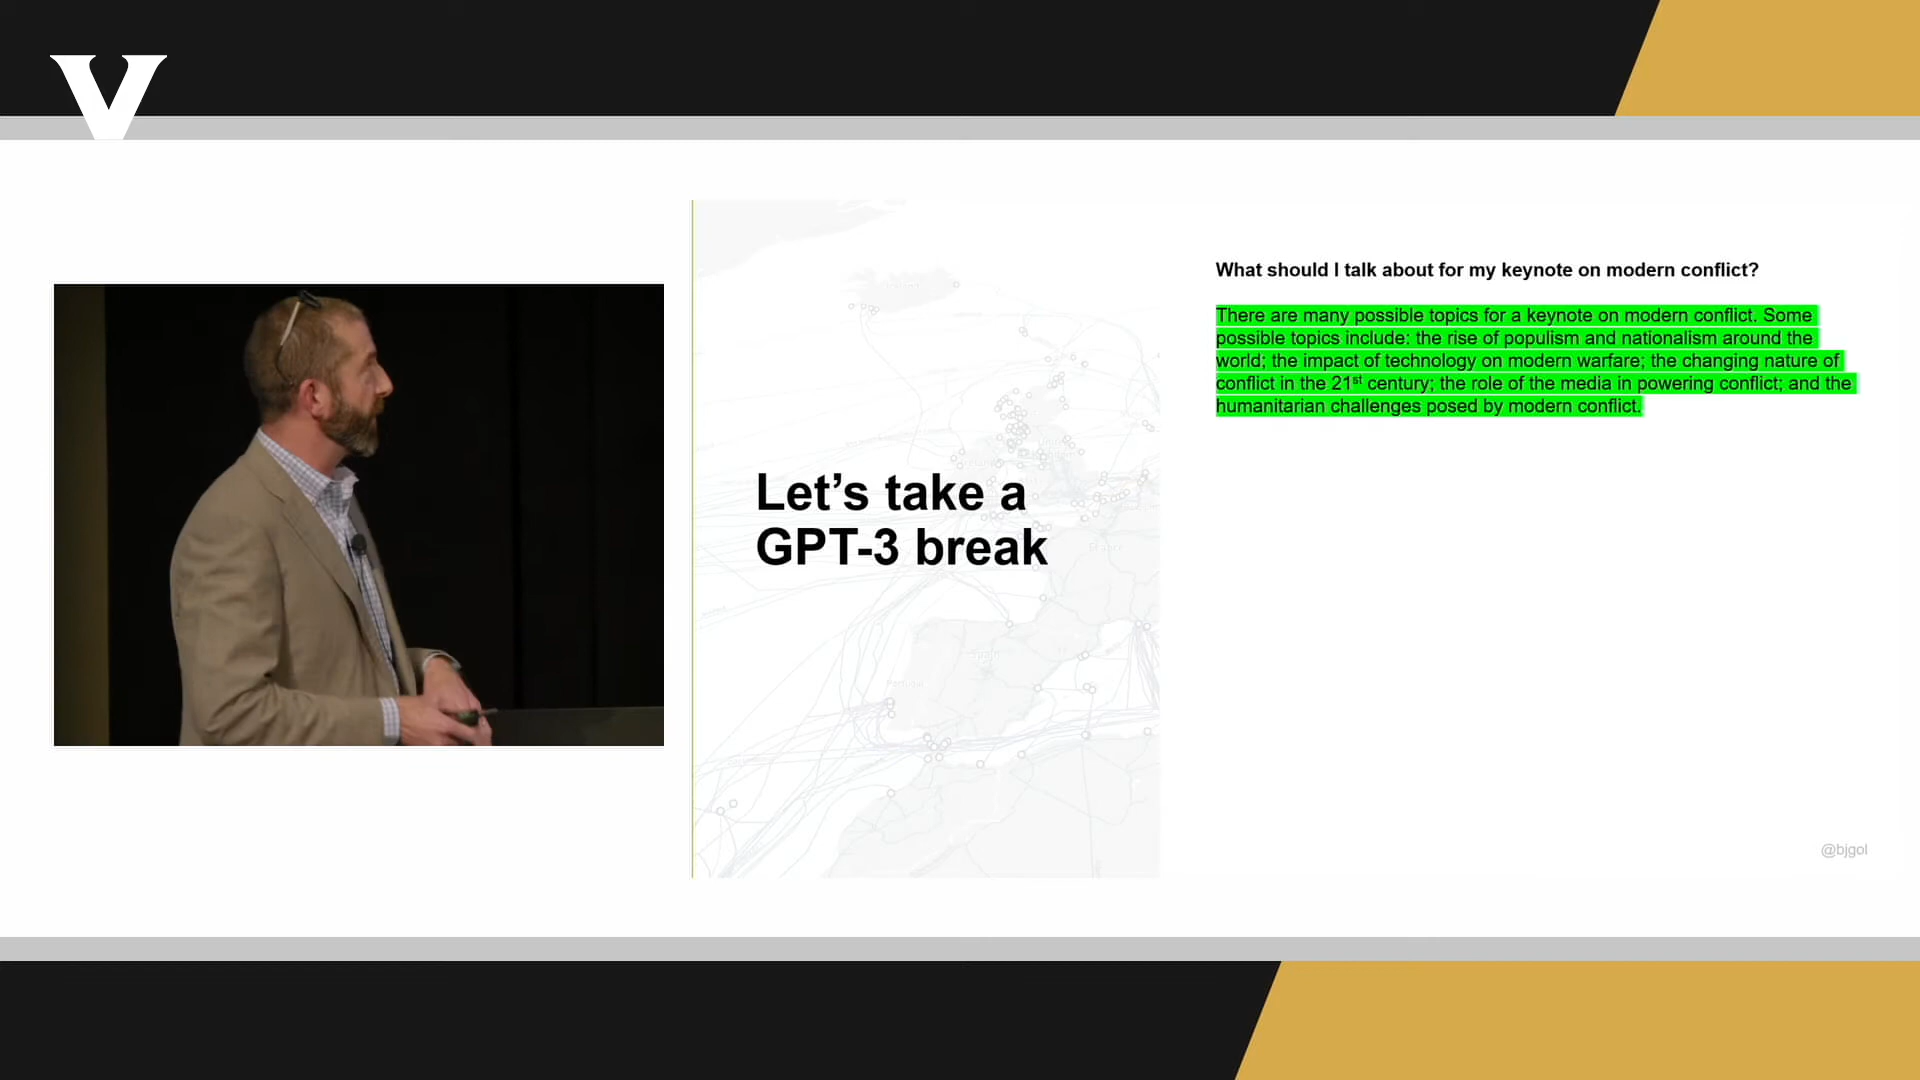 V
Let’s take a
GPT-3 break
What should I talk about for my keynote on modern conflict?
There are many possible topics for a keynote on modern conflict. Some
possible topics include: the rise of populism and nationalism around the
world; the impact of technology on modern warfare; the changing nature of
conflict in the 21st century; the role of the media in powering conflict; and the
humanitarian challenges posed by modern conflict.
Portugal
Spain
France
@bjgol